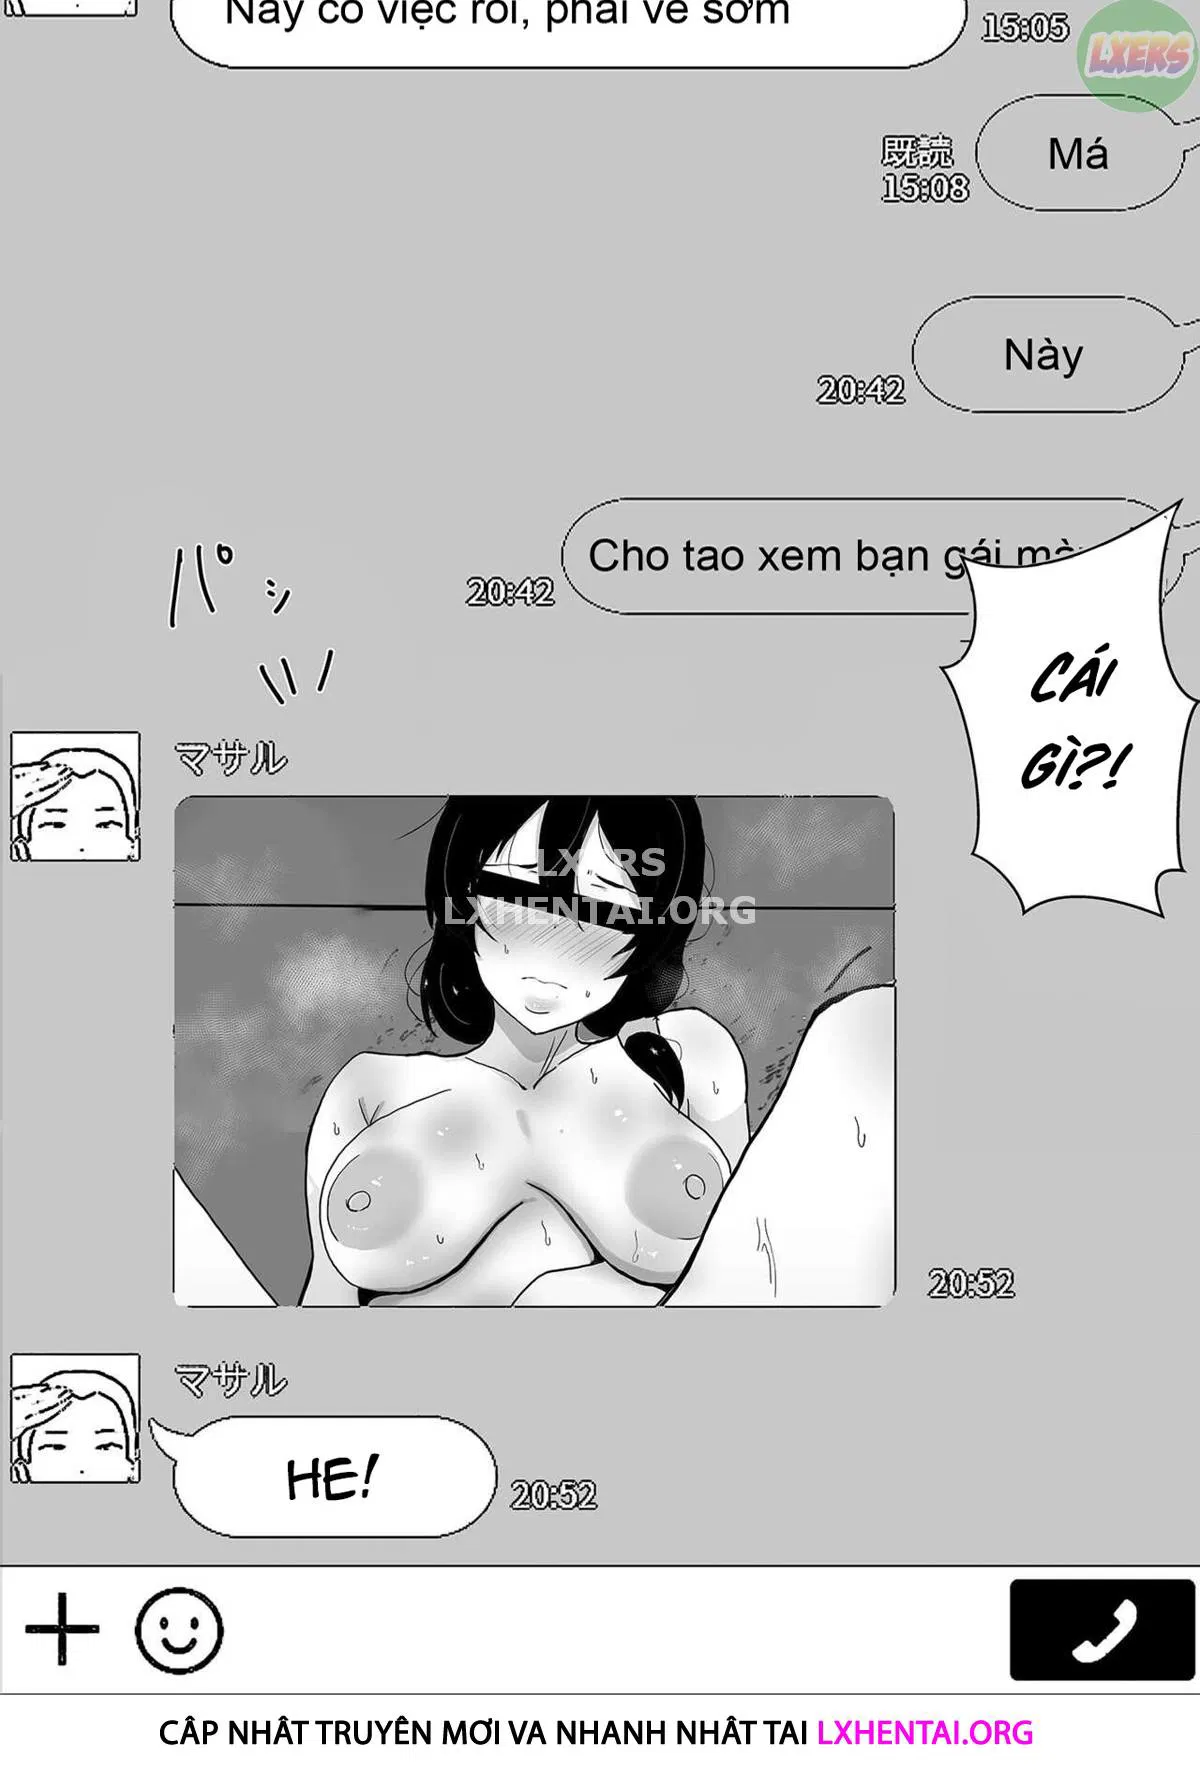 Nay có việc rồi, phải về sớm
15:05
LXERS
Má
既読
15:08
Này
20:42
Cho tao xem bạn gái
20:42
パシャ
CÁI
GÌ?!
マサル
LXERS
LXHENTAI.ORG
20:52
マサル
HE!
20:52
CẬP NHẬT TRUYỆN MỚI VÀ NHANH NHẤT TẠI LXHENTAI.ORG